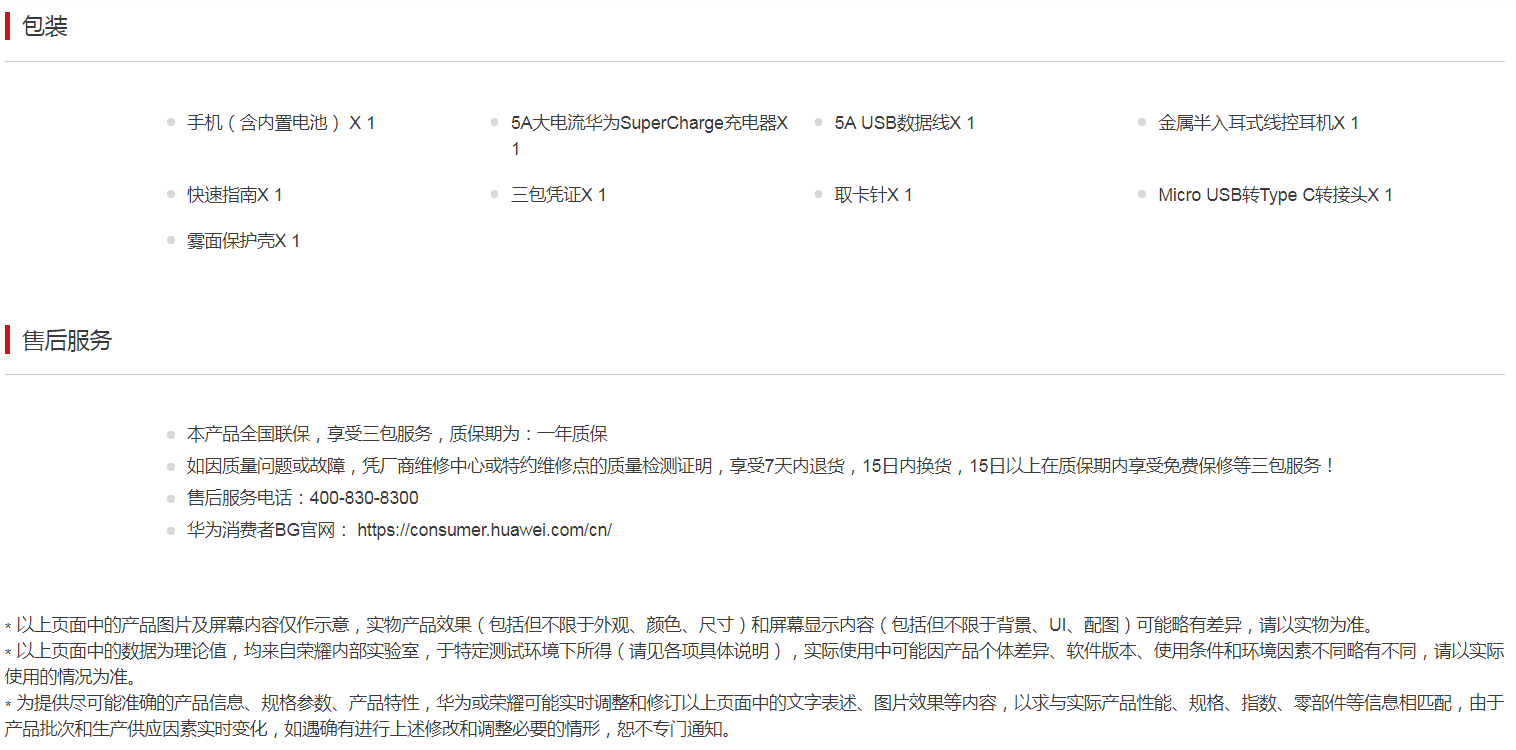 包装
手机（含内置电池） X 1
5A大电流华为SuperCharge充电器X
1
5A USB数据线X 1
金属半入耳式线控耳机X 1
快速指南X 1
三包凭证X 1
取卡针X 1
Micro USB转Type C转接头X 1
雾面保护壳X 1
售后服务
本产品全国联保，享受三包服务，质保期为：一年质保
如因质量问题或故障，凭厂商维修中心或特约维修点的质量检测证明，享受7天内退货，15日内换货，15日以上在质保期内享受免费保修等三包服务！
售后服务电话：400-830-8300
华为消费者BG官网： https://consumer.huawei.com/cn/
* 以上页面中的产品图片及屏幕内容仅作示意，实物产品效果（包括但不限于外观、颜色、尺寸）和屏幕显示内容（包括但不限于背景、UI、配图）可能略有差异，请以实物为准。
* 以上页面中的数据为理论值，均来自荣耀内部实验室，于特定测试环境下所得（请见各项具体说明），实际使用中可能因产品个体差异、软件版本、使用条件和环境因素不同略有不同，请以实际
使用的情况为准。
* 为提供尽可能准确的产品信息、规格参数、产品特性，华为或荣耀可能实时调整和修订以上页面中的文字表述、图片效果等内容，以求与实际产品性能、规格、指数、零部件等信息相匹配，由于
产品批次和生产供应因素实时变化，如遇确有进行上述修改和调整必要的情形，恕不专门通知。